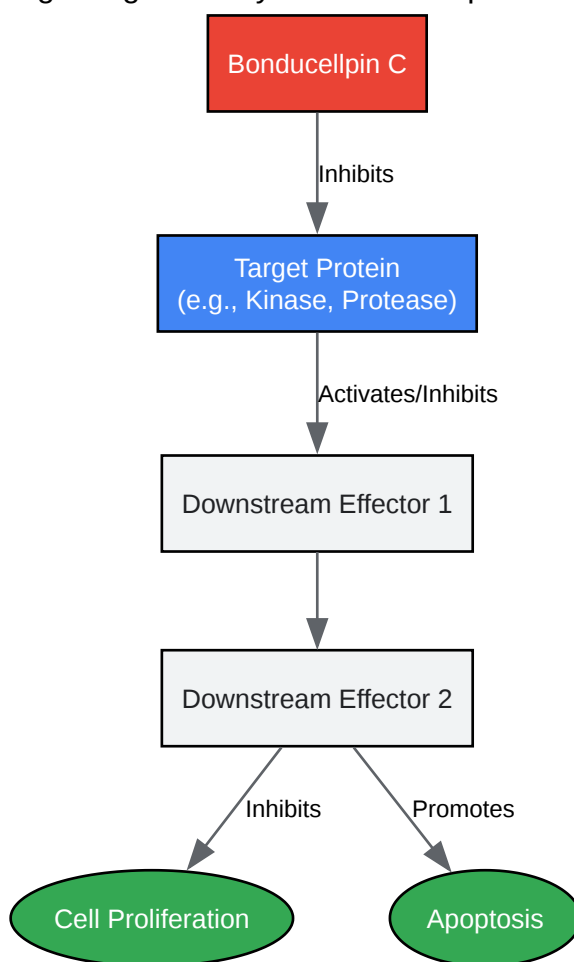 Bonducellpin C
Inhibits
Target Protein
(e.g., Kinase, Protease)
Activates/Inhibits
Downstream Effector 1
Downstream Effector 2
Inhibits
Promotes
Cell Proliferation
Apoptosis